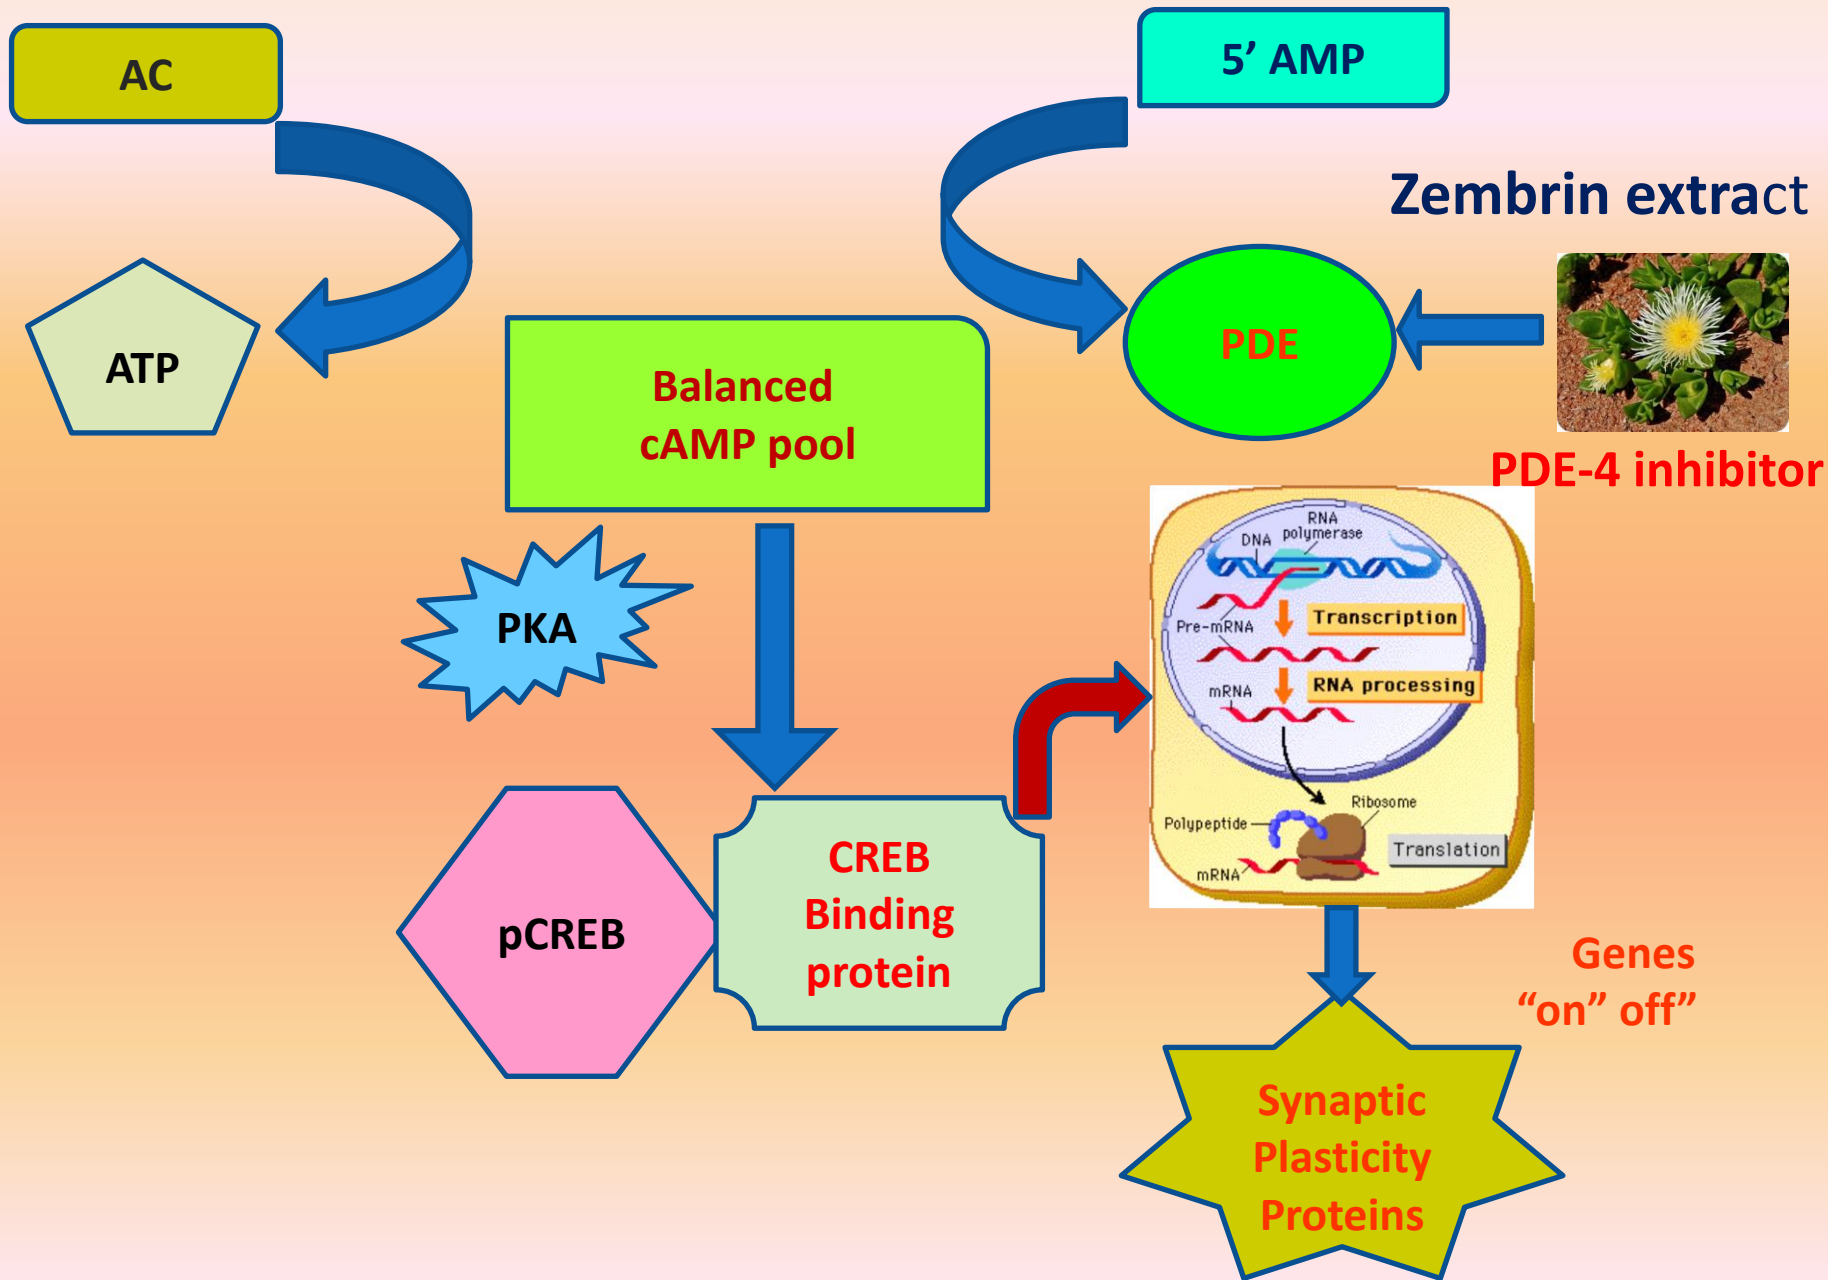 AC
5’ AMP
Zembrin extract
ATP
PDE
Balanced
cAMP pool
PDE-4 inhibitor
PKA
RNA
polymerase
DNA
Transcription
Pre-mRNA
RNA processing
mRNA
Ribosome
Polypeptide
Translation
mRNA
CREB
Binding
protein
pCREB
Genes
“on” off”
Synaptic
Plasticity
Proteins